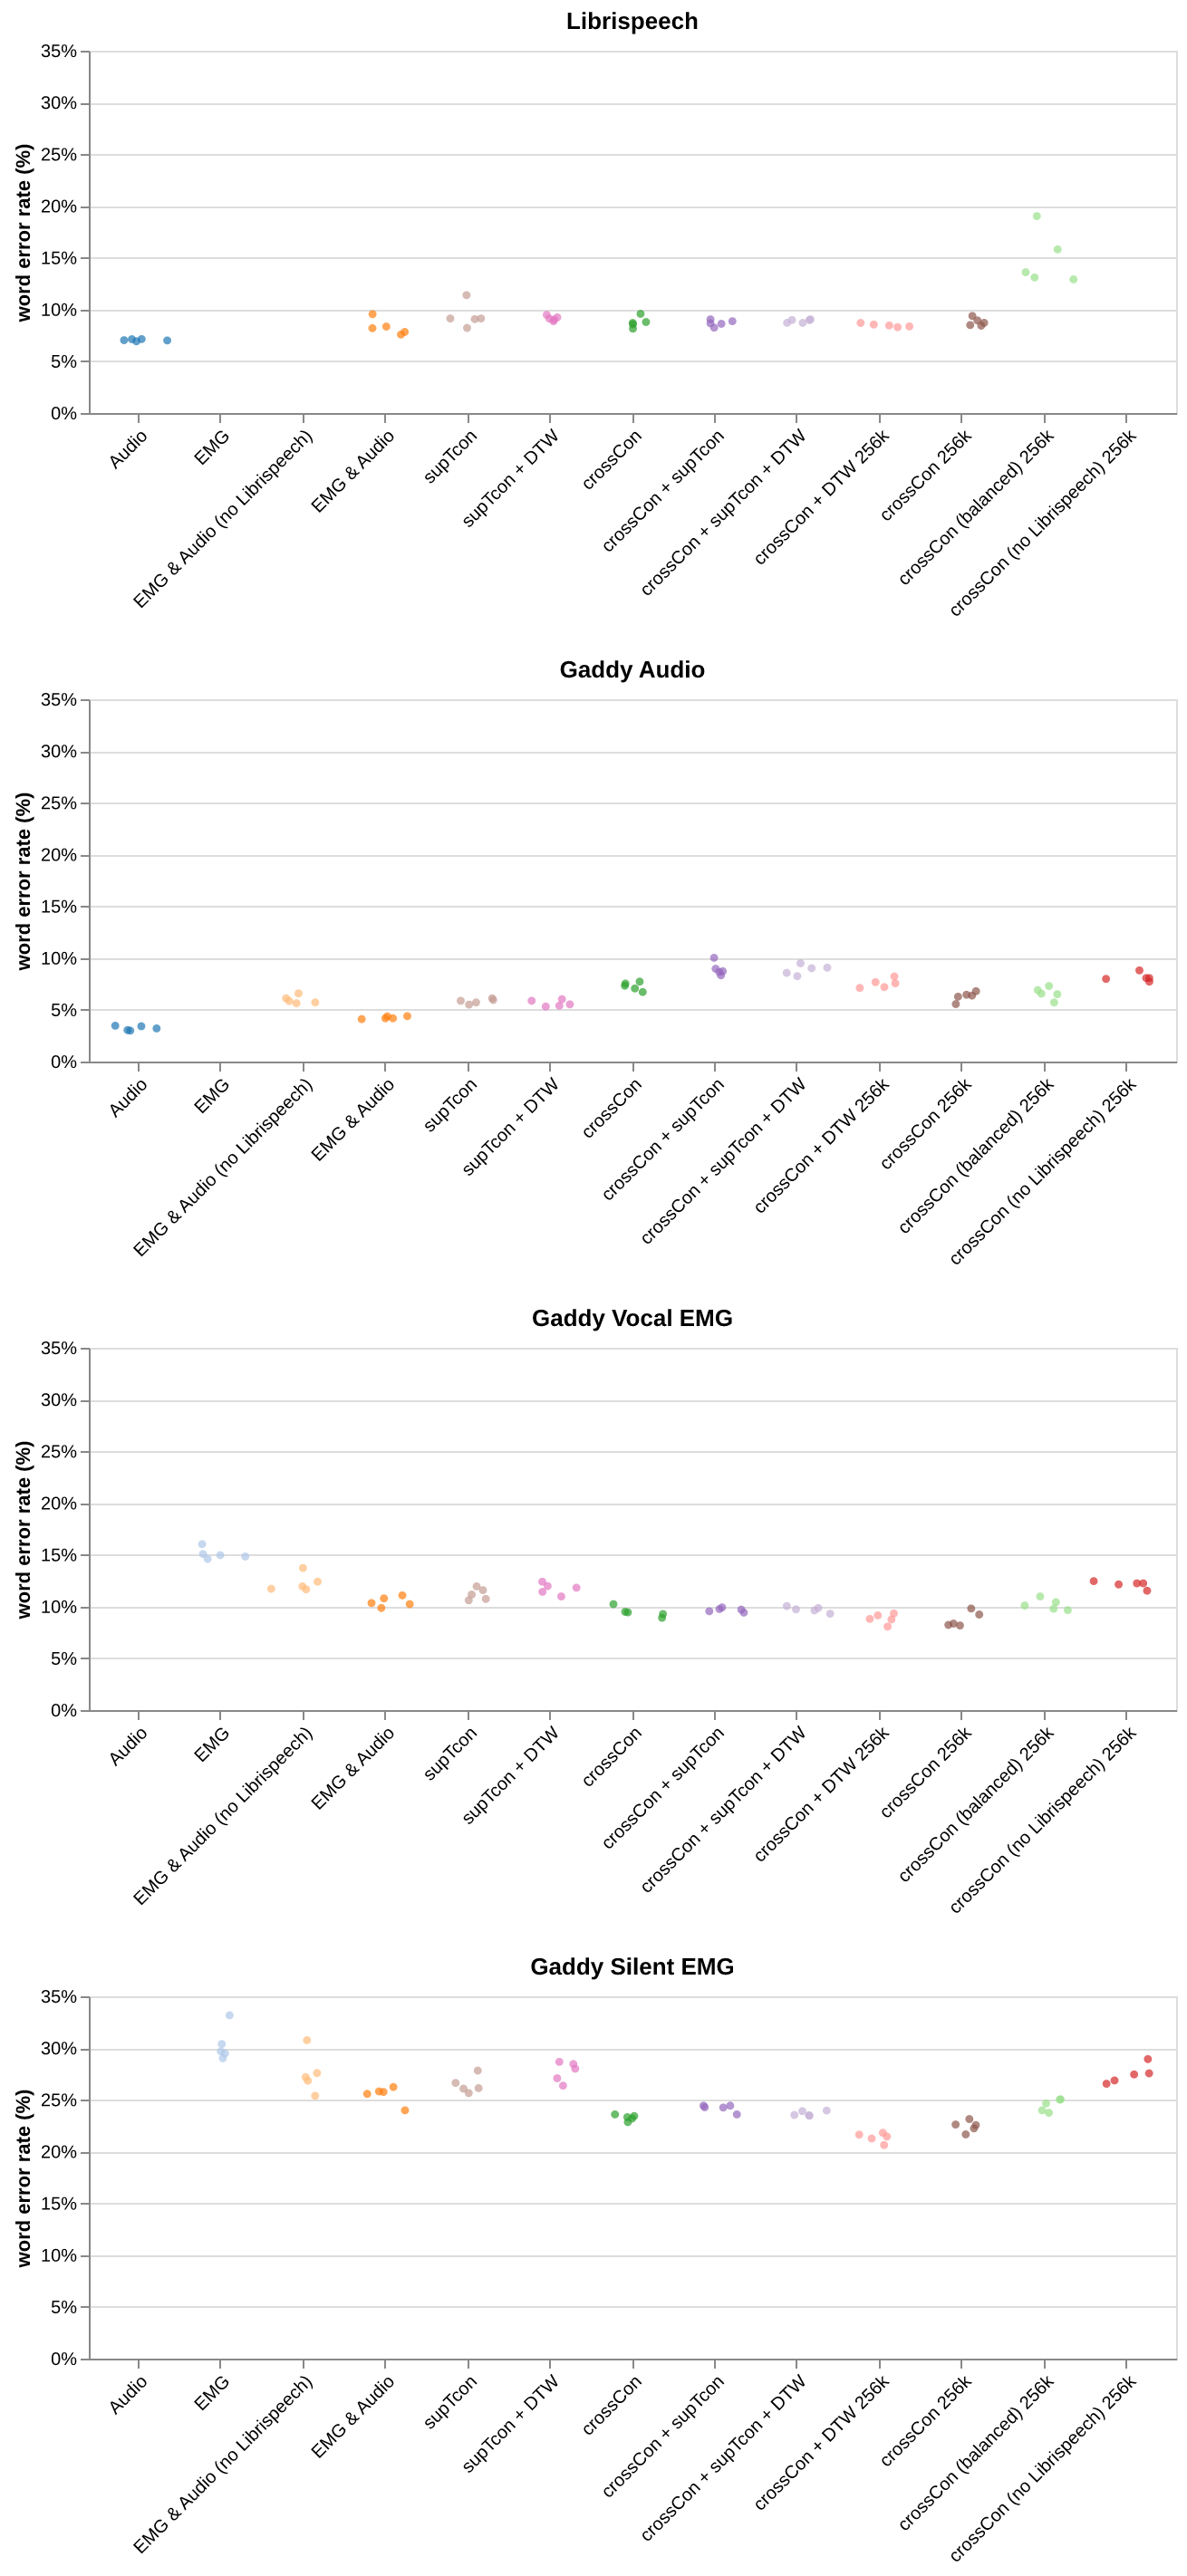 Librispeech
35%
30%
25%
20%
15%
10%
5%
0%
word error rate (%)
Audio
EMG
EMG & Audio (no Librispeech)
EMG & Audio
supTcon
supTcon + DTW
crossCon
crossCon + supTcon
crossCon + supTcon + DTW
crossCon + DTW 256k
crossCon 256k
crossCon (balanced) 256k
crossCon (no Librispeech) 256k
Gaddy Audio
35%
30%
25%
20%
15%
10%
5%
0%
word error rate (%)
Audio
EMG
EMG & Audio (no Librispeech)
EMG & Audio
supTcon
supTcon + DTW
crossCon
crossCon + supTcon
crossCon + supTcon + DTW
crossCon + DTW 256k
crossCon 256k
crossCon (balanced) 256k
crossCon (no Librispeech) 256k
Gaddy Vocal EMG
35%
30%
25%
20%
15%
10%
5%
0%
word error rate (%)
Audio
EMG
EMG & Audio (no Librispeech)
EMG & Audio
supTcon
supTcon + DTW
crossCon
crossCon + supTcon
crossCon + supTcon + DTW
crossCon + DTW 256k
crossCon 256k
crossCon (balanced) 256k
crossCon (no Librispeech) 256k
Gaddy Silent EMG
35%
30%
25%
20%
15%
10%
5%
0%
word error rate (%)
Audio
EMG
EMG & Audio (no Librispeech)
EMG & Audio
supTcon
supTcon + DTW
crossCon
crossCon + supTcon
crossCon + supTcon + DTW
crossCon + DTW 256k
crossCon 256k
crossCon (balanced) 256k
crossCon (no Librispeech) 256k